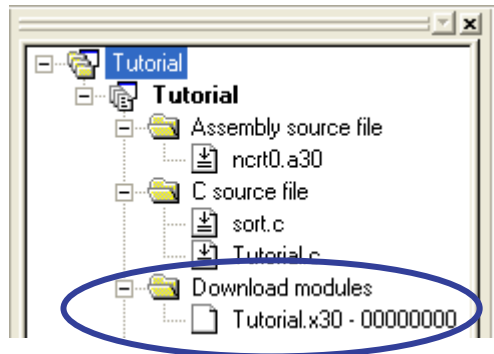 Tutorial
Tutorial
Assembly source file
ncrt0.a30
C source file
sort.c
Tutorial.c
Download modules
Tutorial.x30 - 00000000